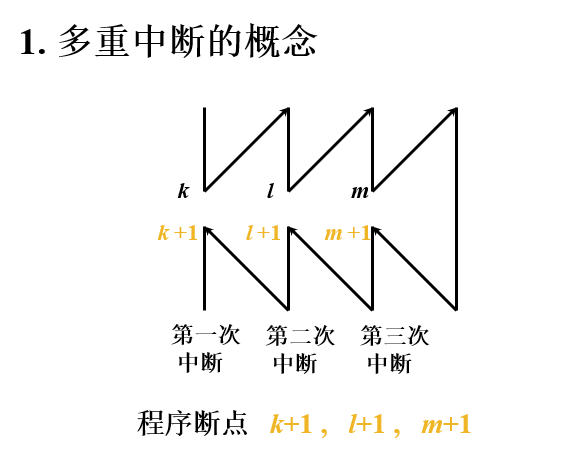 1. 多重中断的概念
k l m
k +1 l +1 m +1
第一次 第二次 第三次
中断 中断 中断
程序断点 k+1 , l+1 , m+1